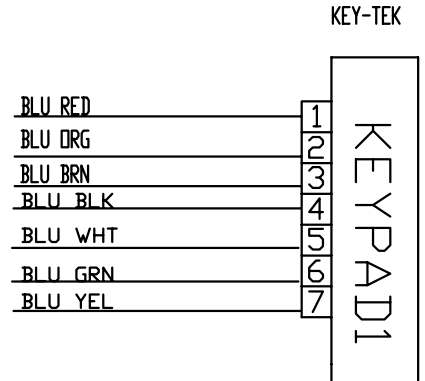 KEY-TEK
BLU RED 1
BLU ORG 2
BLU BRN 3
BLU BLK 4
BLU WHT 5
BLU GRN 6
BLU YEL 7
KEYPAD1